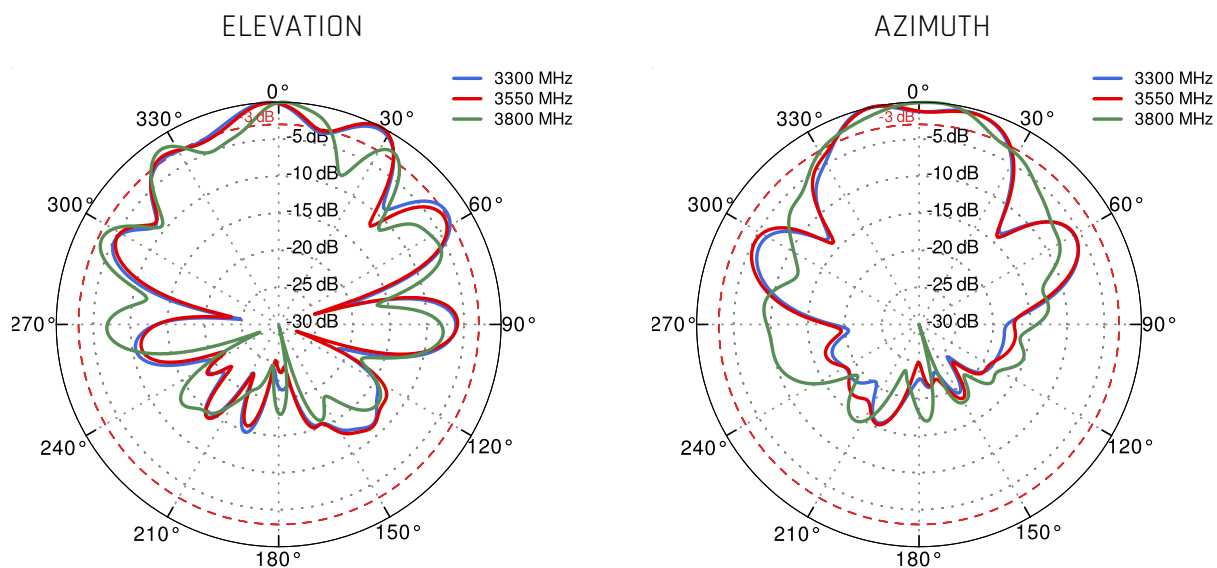 ELEVATION
3300 MHz
3550 MHz
3800 MHz
0°
330°
30°
-3 dB
-5 dB
-10 dB
300°
60°
-15 dB
-20 dB
-25 dB
270°
-30 dB
90°
240°
120°
210°
150°
180°
AZIMUTH
3300 MHz
3550 MHz
3800 MHz
0°
330°
30°
-3 dB
-5 dB
-10 dB
300°
60°
-15 dB
-20 dB
-25 dB
270°
-30 dB
90°
240°
120°
210°
150°
180°